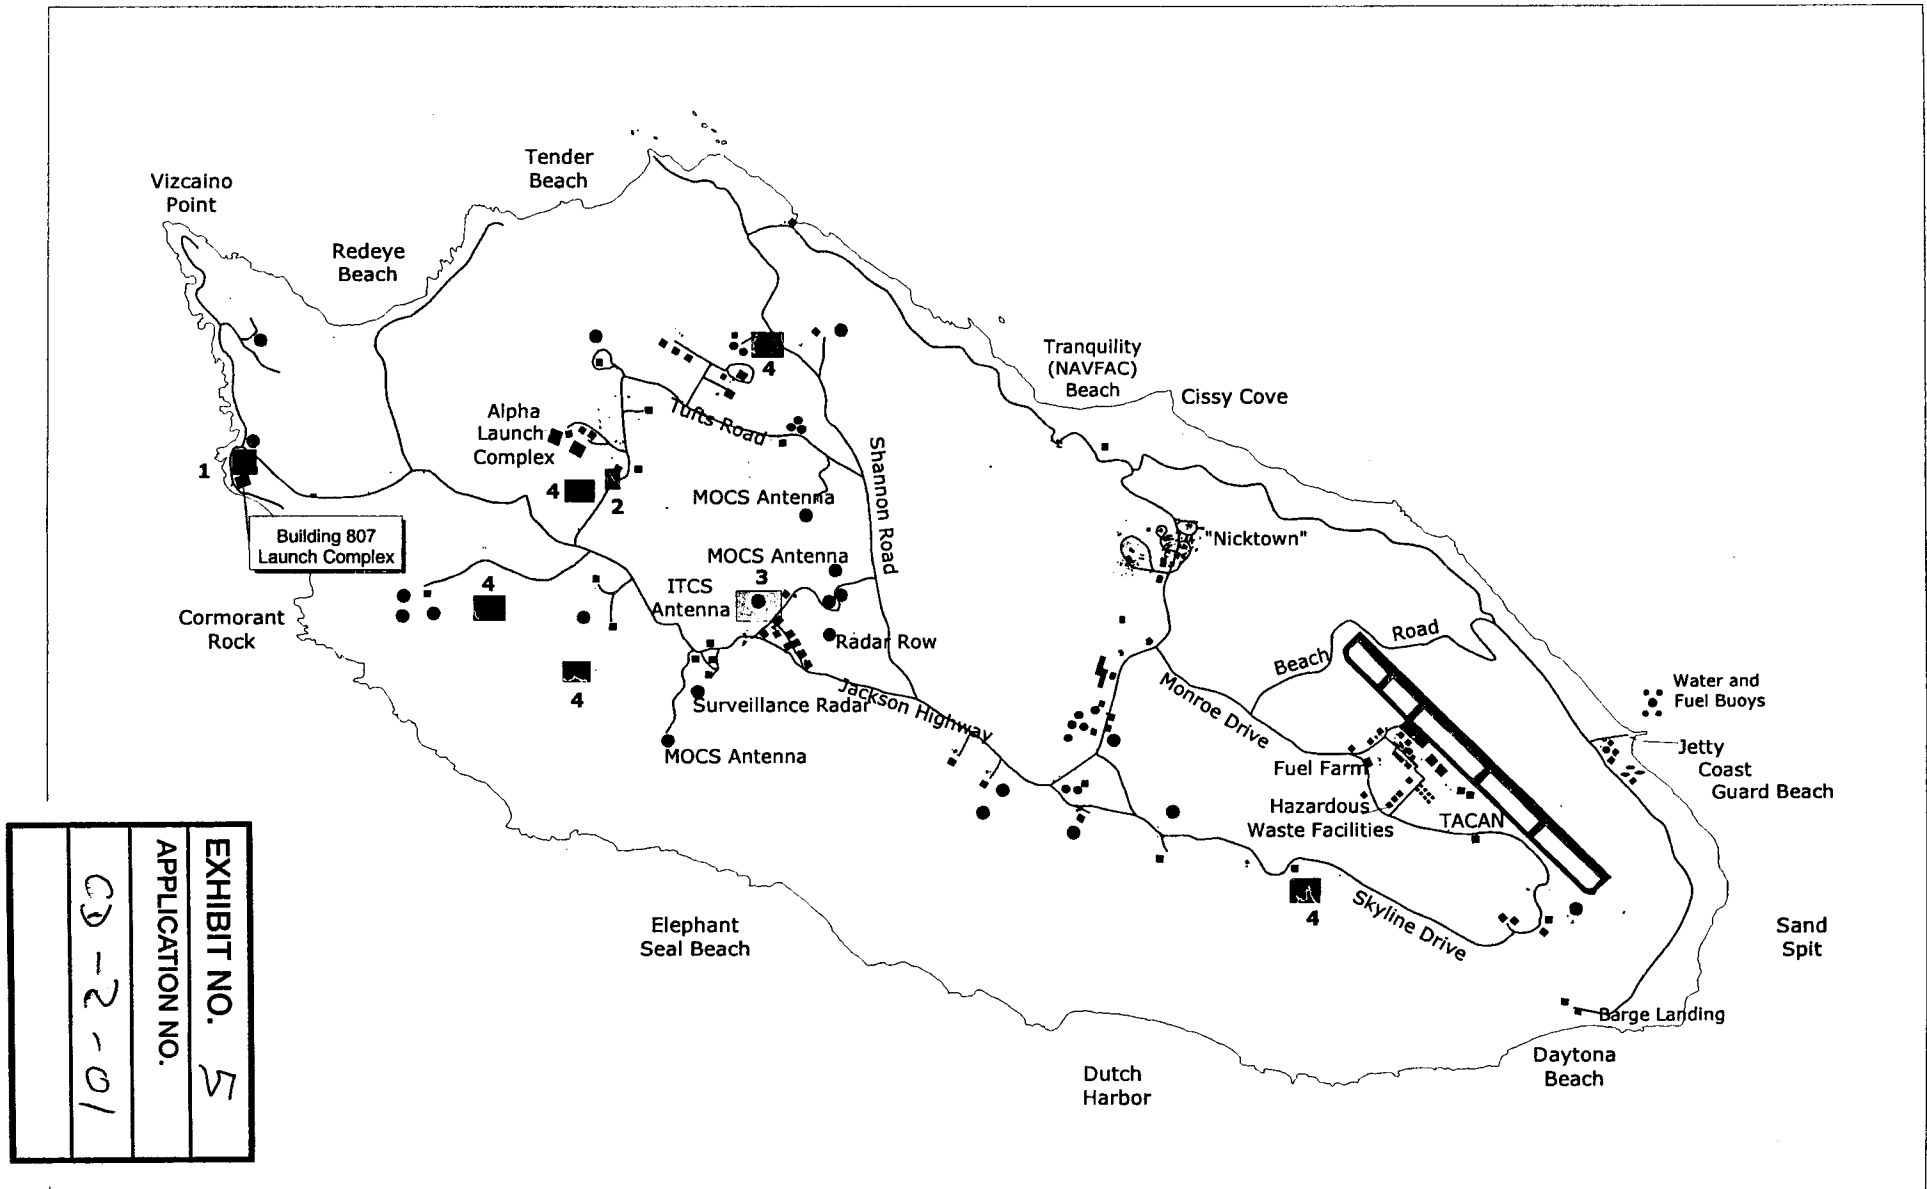 Tender
Beach
Vizcaino
Point
Redeye
Beach
Tranquility
(NAVFAC)
Beach
Cissy Cove
4
Alpha
Launch
Complex
Tufts Road
Shannon Road
1
4
2
MOCS Antenna
Building 807
Launch Complex
MOCS Antenna
"Nicktown"
4
3
ITCS
Antenna
Cormorant
Rock
Radar Row
Beach Road
4
Surveillance Radar
Jackson Highway
Monroe Drive
Water and
Fuel Buoys
MOCS Antenna
Jetty
Coast
Guard Beach
Fuel Farm
Hazardous
Waste Facilities
TACAN
4
Skyline Drive
Elephant
Seal Beach
Sand
Spit
Barge Landing
Daytona
Beach
Dutch
Harbor
EXHIBIT NO. 5
APPLICATION NO.
CD-2-01